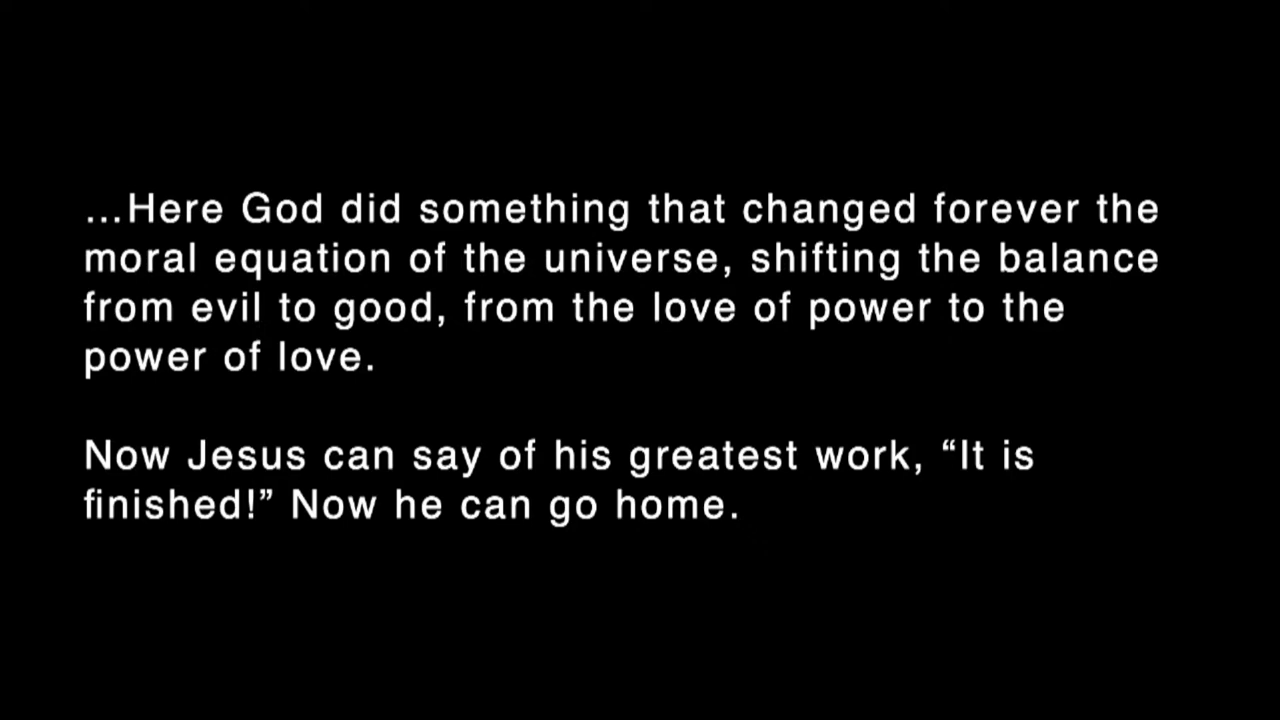 ...Here God did something that changed forever the
moral equation of the universe, shifting the balance
from evil to good, from the love of power to the
power of love.
Now Jesus can say of his greatest work, “It is
finished!” Now he can go home.